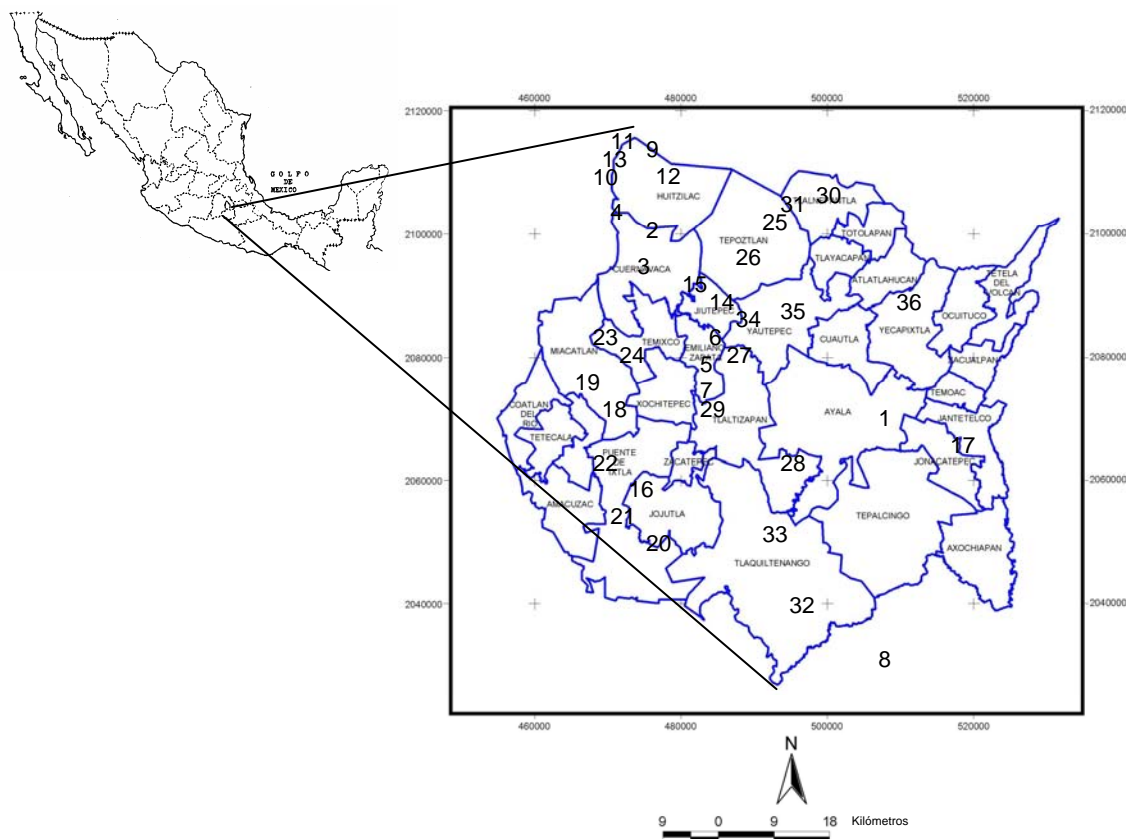 GOLFO
DE
MEXICO
460000 480000 500000 520000
2120000 2120000
11
9
13
10
12
HUITZILAC
4
2
30
TLALNEPANTLA
31
25
TOTOLAPAN
2100000 2100000
TEPOZTLAN
26
TLAYACAPAN
3
CUERNAVACA
ATLATLAHUCAN
TETELA
DEL
VOLCAN
15
14
JIUTEPEC
36
34
35
YAUTEPEC
YECAPIXTLA
OCUITUCO
23
TEMIXCO
6
EMILIANO
ZAPATA
CUAUTLA
MIACATLAN
24
27
5
ZACUALPAN
2080000 2080000
19
7
TEMOAC
COATLAN
DEL
RIO
18
XOCHITEPEC
29
TLALTIZAPAN
AYALA
1
JANTETELCO
TETECALA
17
JONACATEPEC
22
PUENTE
DE
IXTLA
ZACATEPEC
28
2060000 2060000
16
AMACUZAC
21
JOJUTLA
TEPALCINGO
20
33
AXOCHIAPAN
TLAQUILTENANGO
2040000 2040000
32
8
460000 480000 500000 520000
N
9 0 9 18 Kilómetros